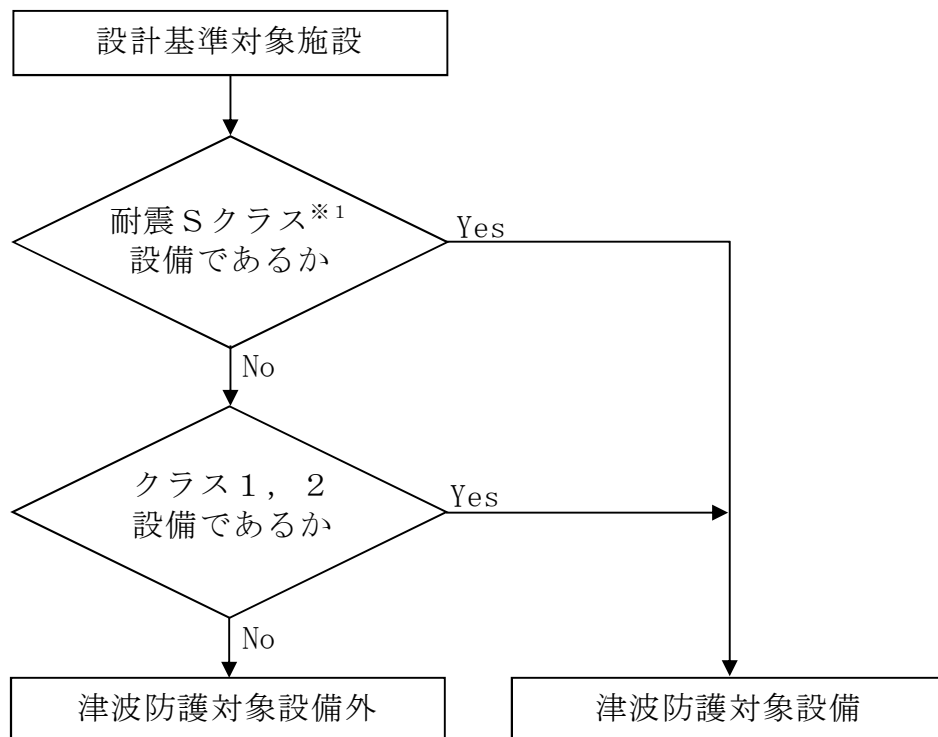 設計基準対象施設
耐震Sクラス※1
設備であるか
Yes
No
クラス1,2
設備であるか
Yes
No
津波防護対象設備外
津波防護対象設備